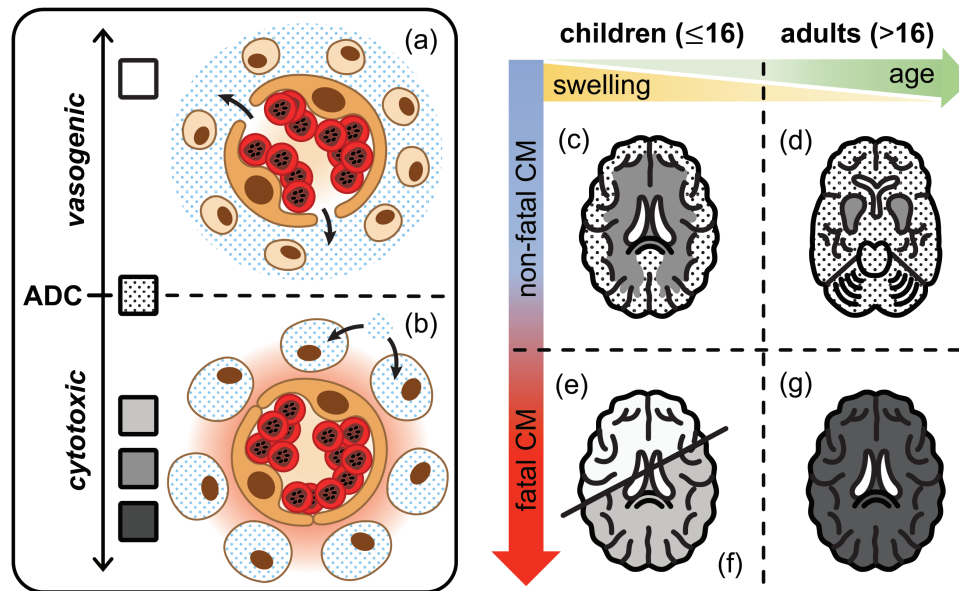 (a)
vasogenic
ADC
(b)
cytotoxic
children (≤16)
adults (>16)
age
swelling
non-fatal CM
fatal CM
(c)
(d)
(e)
(f)
(g)